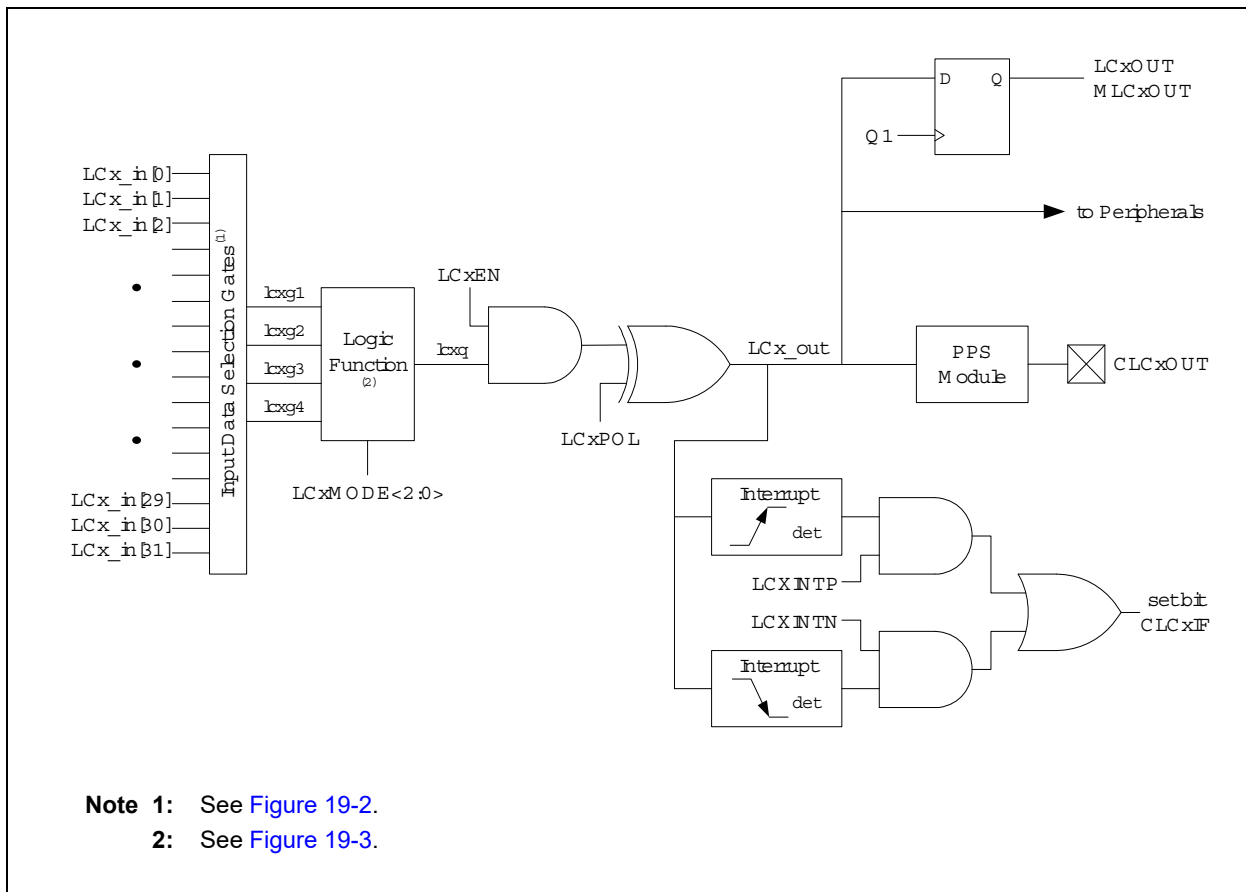 LCx_in[0]
LCx_in[1]
LCx_in[2]
LCx_in[29]
LCx_in[30]
LCx_in[31]
Input Data Selection Gates(1)
lcxg1
lcxg2
lcxg3
lcxg4
Logic
Function
(2)
LCxMODE<2:0>
lcxq
LCxEN
LCxPOL
LCx_out
D Q
Q1
LCxOUT
MLCxOUT
to Peripherals
PPS
Module
CLCxOUT
Interrupt
det
LCXINTP
LCXINTN
Interrupt
det
set bit
CLCxIF
Note 1: See Figure 19-2.
2: See Figure 19-3.